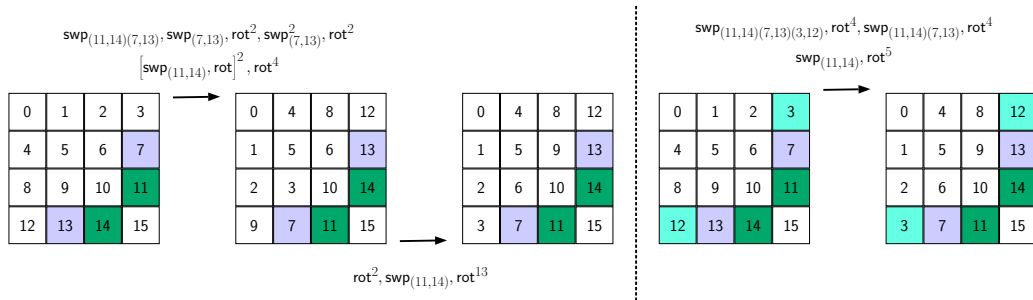 swp_{(11,14)(7,13)}, swp_{(7,13)}, rot^2, swp^2_{(7,13)}, rot^2
[swp_{(11,14)}, rot]^2, rot^4
0 1 2 3
4 5 6 7
8 9 10 11
12 13 14 15
0 4 8 12
1 5 6 13
2 3 10 14
9 7 11 15
0 4 8 12
1 5 9 13
2 6 10 14
3 7 11 15
rot^2, swp_{(11,14)}, rot^{13}
swp_{(11,14)(7,13)(3,12)}, rot^4, swp_{(11,14)(7,13)}, rot^4
swp_{(11,14)}, rot^5
0 1 2 3
4 5 6 7
8 9 10 11
12 13 14 15
0 4 8 12
1 5 9 13
2 6 10 14
3 7 11 15